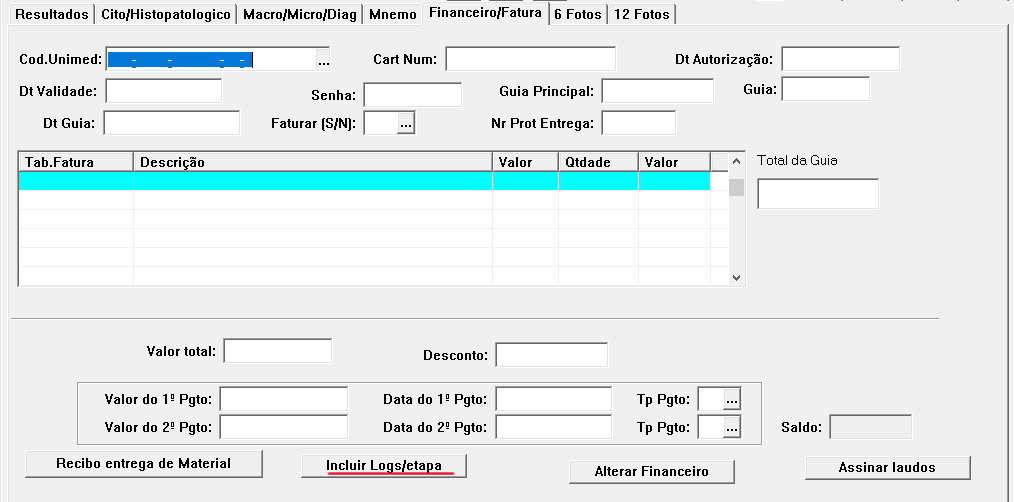 Resultados Cito/Histopatologico Macro/Micro/Diag Mnemo Financeiro/Fatura 6 Fotos 12 Fotos
Cod.Unimed: - - - - ... Cart Num: Dt Autorização:
Dt Validade: Senha: Guia Principal: Guia:
Dt Guia: Faturar (S/N): ... Nr Prot Entrega:
Tab.Fatura Descrição Valor Qtdade Valor Total da Guia
Valor total: Desconto:
Valor do 1º Pgto: Data do 1º Pgto: Tp Pgto: ...
Valor do 2º Pgto: Data do 2º Pgto: Tp Pgto: ... Saldo:
Recibo entrega de Material Incluir Logs/etapa Alterar Financeiro Assinar laudos